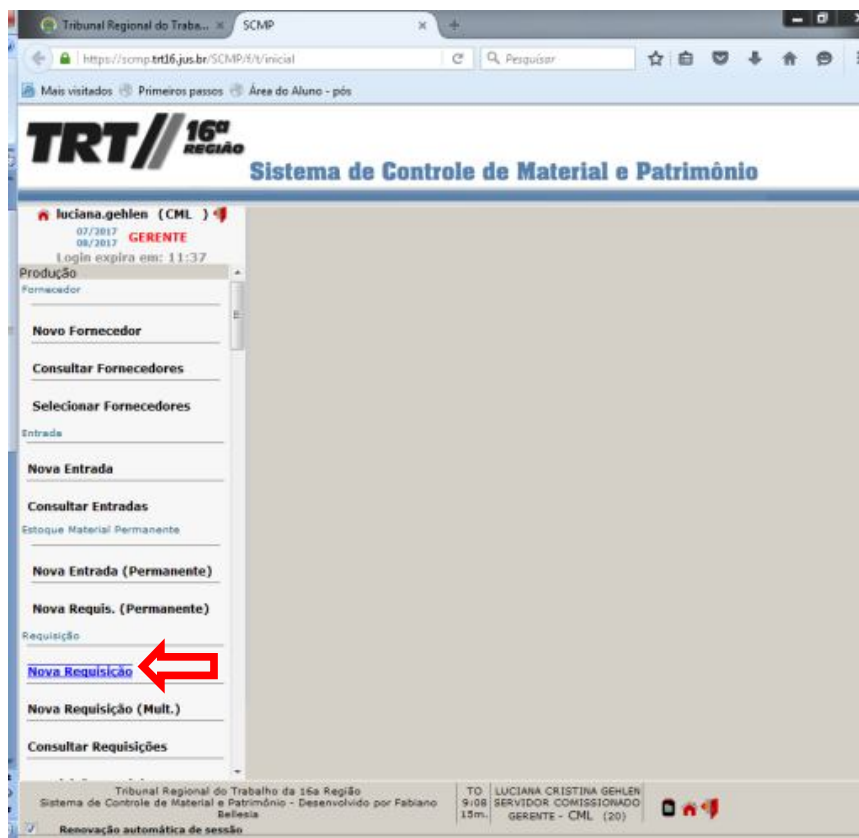 Tribunal Regional do Traba...
SCMP
https://scmp.trt16.jus.br/SCMP/f/t/inicial
Pesquisar
Mais visitados
Primeiros passos
Área do Aluno - pós
TRT// 16ª
REGIÃO
Sistema de Controle de Material e Patrimônio
luciana.gehlen (CML )
07/2017
08/2017
GERENTE
Login expira em: 11:37
Produção
Fornecedor
Novo Fornecedor
Consultar Fornecedores
Selecionar Fornecedores
Entrada
Nova Entrada
Consultar Entradas
Estoque Material Permanente
Nova Entrada (Permanente)
Nova Requis. (Permanente)
Requisição
Nova Requisição
Nova Requisição (Mult.)
Consultar Requisições
Tribunal Regional do Trabalho da 16a Região
Sistema de Controle de Material e Patrimônio - Desenvolvido por Fabiano
Bellesia
TO
9:08
15m.
LUCIANA CRISTINA GEHLEN
SERVIDOR COMISSIONADO
GERENTE - CML (20)
Renovação automática de sessão